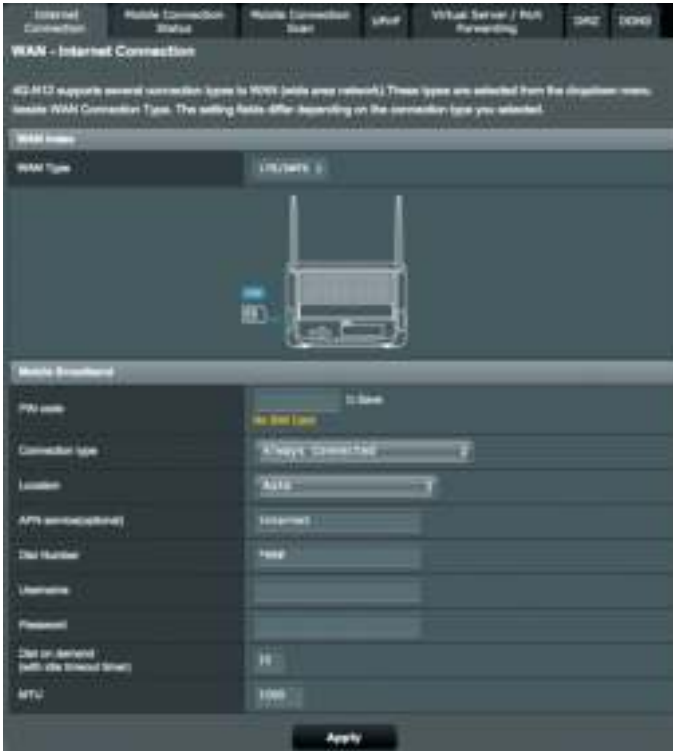 Internet Connection
Mobile Connection Status
Mobile Connection Scan
UPnP
Virtual Server / Port Forwarding
DMZ
DDNS
WAN - Internet Connection
4G-N12 supports several connection types to WAN (wide area network). These types are selected from the dropdown menu
beside WAN Connection Type. The setting fields differ depending on the connection type you selected.
WAN Index
WAN Type
Mobile Broadband
PIN code
Save
No SIM Card
Connection type
Always Connected
Location
Auto
APN service(optional)
Internet
Dial Number
Username
Password
Dial on demand
(with idle timeout timer)
MTU
Apply